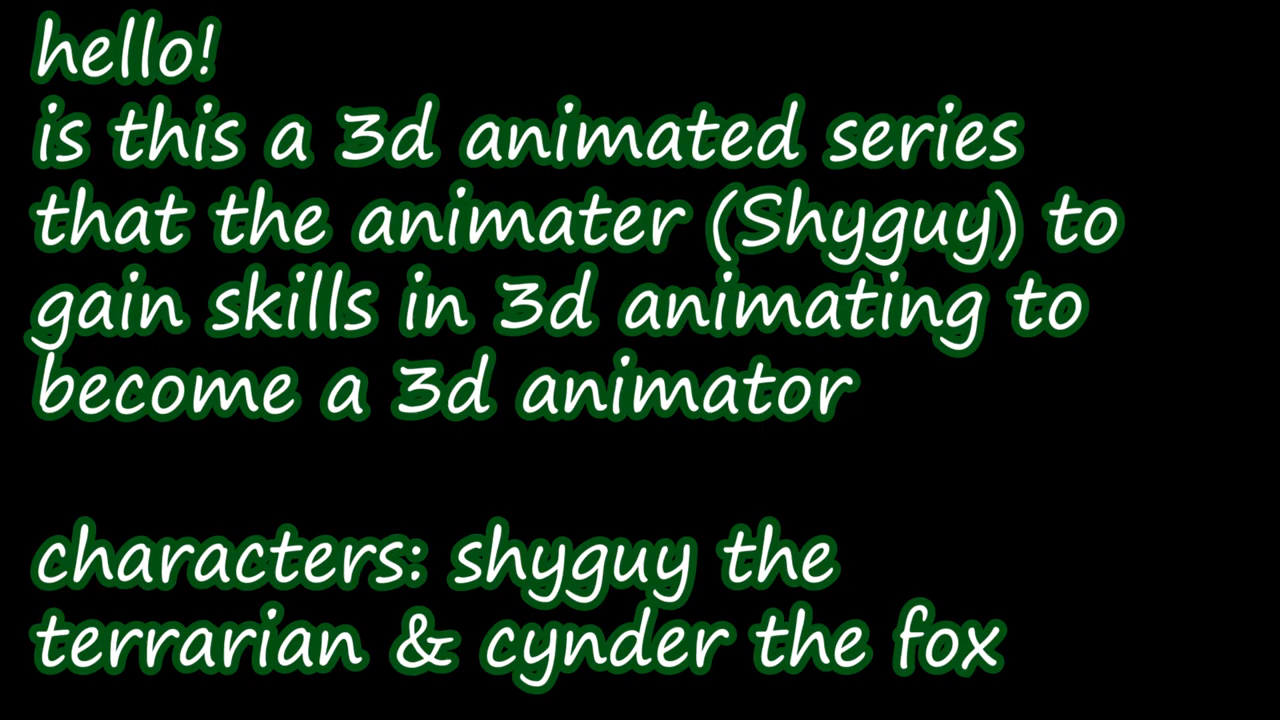 hello!
is this a 3d animated series
that the animater (Shyguy) to
gain skills in 3d animating to
become a 3d animator
characters: shyguy the
terrarian & cynder the fox